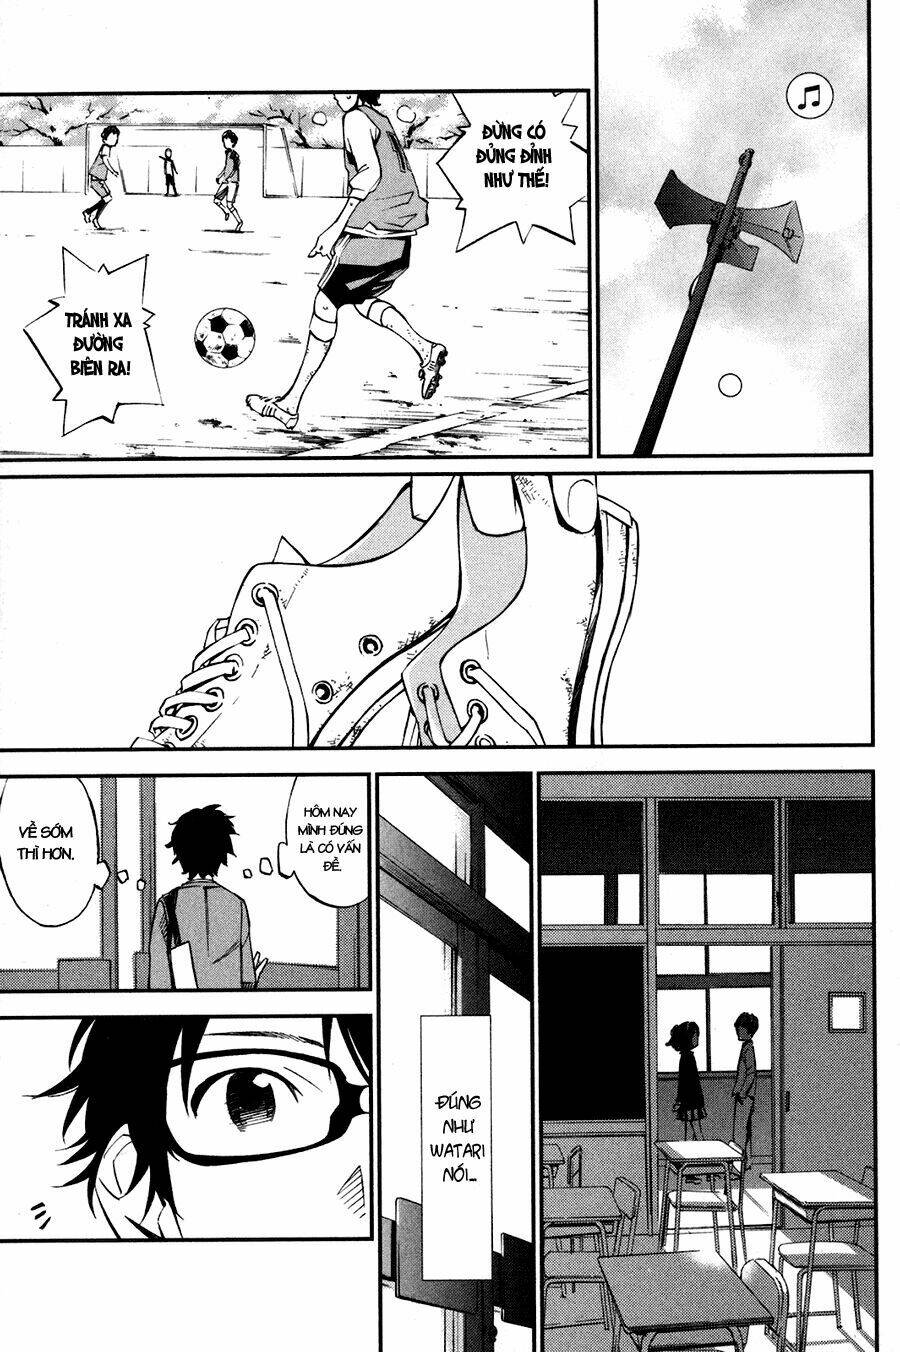 ĐỪNG CÓ
ĐỦNG ĐỈNH
NHƯ THẾ!
TRÁNH XA
ĐƯỜNG
BIÊN RA!
ĐÚNG
NHƯ
WATARI
NÓI...
HÔM NAY
MÌNH ĐÚNG
LÀ CÓ VẤN
ĐỀ.
VỀ SỚM
THÌ HƠN.